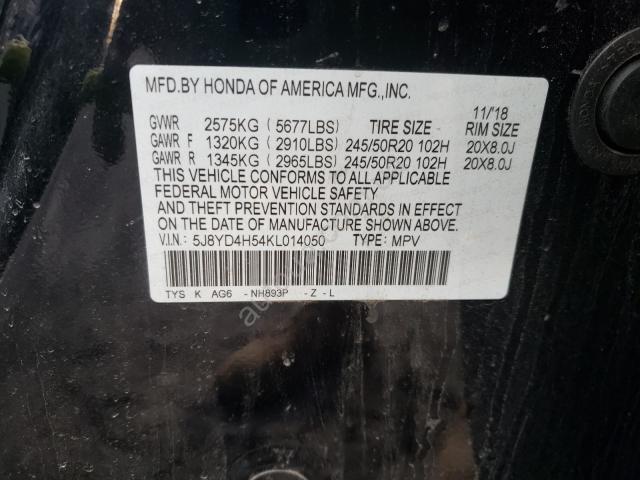 MFD.BY HONDA OF AMERICA MFG.,INC.
11/'18
GVWR 2575KG (5677LBS) TIRE SIZE RIM SIZE
GAWR F 1320KG (2910LBS) 245/50R20 102H 20X8.0J
GAWR R 1345KG (2965LBS) 245/50R20 102H 20X8.0J
THIS VEHICLE CONFORMS TO ALL APPLICABLE
FEDERAL MOTOR VEHICLE SAFETY
AND THEFT PREVENTION STANDARDS IN EFFECT
ON THE DATE OF MANUFACTURE SHOWN ABOVE.
V.I.N.: 5J8YD4H54KL014050 TYPE: MPV
TYS K AG6 - NH893P - Z - L